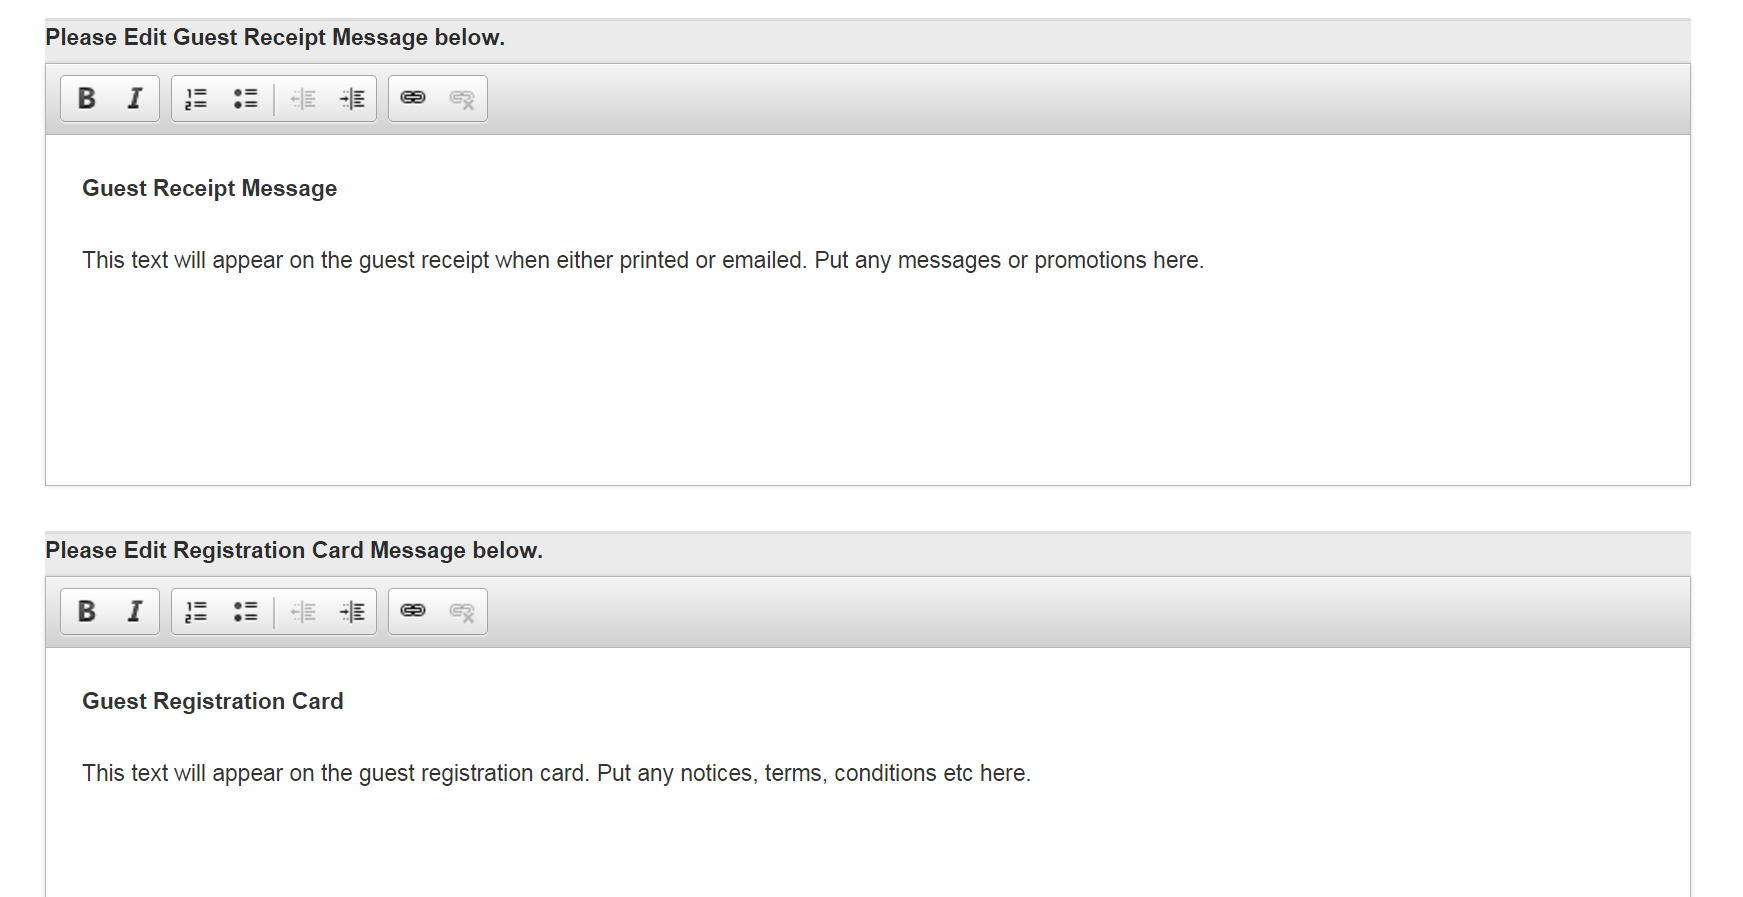 Please Edit Guest Receipt Message below.
B I
Guest Receipt Message
This text will appear on the guest receipt when either printed or emailed. Put any messages or promotions here.
Please Edit Registration Card Message below.
B I
Guest Registration Card
This text will appear on the guest registration card. Put any notices, terms, conditions etc here.